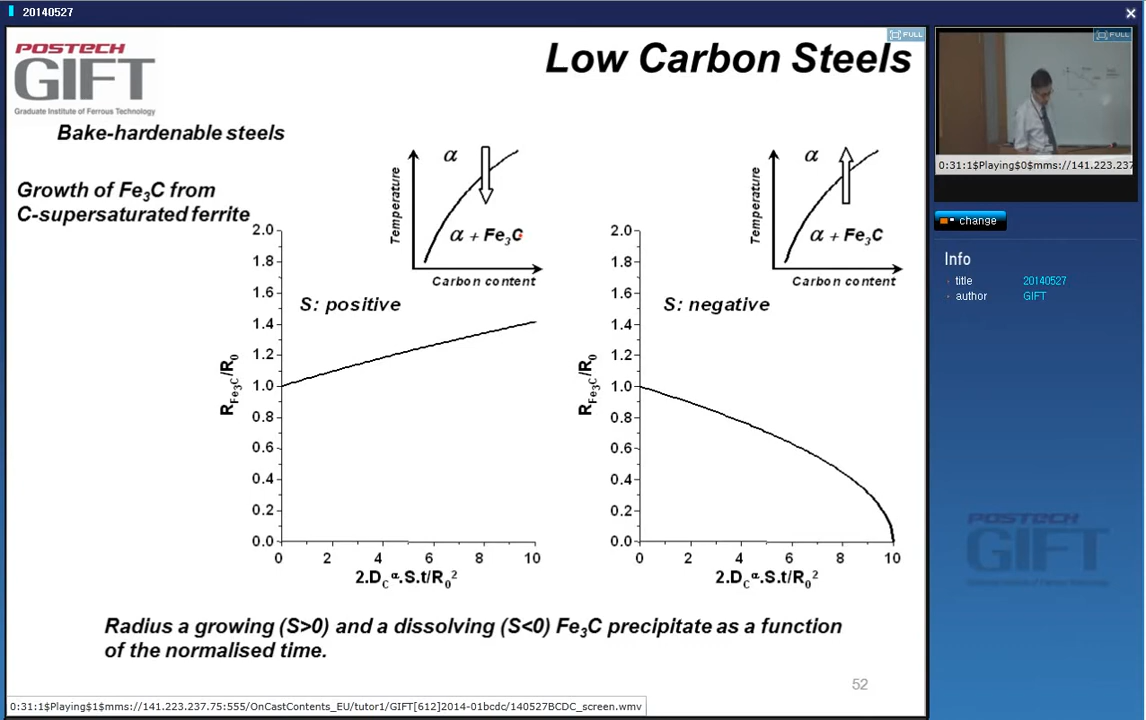 20140527
FULL
POSTECH
GIFT
Graduate Institute of Ferrous Technology
Low Carbon Steels
Bake-hardenable steels
Growth of Fe3C from
C-supersaturated ferrite
Temperature
α
α + Fe3C
Carbon content
S: positive
2.0
1.8
1.6
1.4
1.2
1.0
0.8
0.6
0.4
0.2
0.0
RFe3C/R0
0 2 4 6 8 10
2.DCα.S.t/R02
Temperature
α
α + Fe3C
Carbon content
S: negative
2.0
1.8
1.6
1.4
1.2
1.0
0.8
0.6
0.4
0.2
0.0
RFe3C/R0
0 2 4 6 8 10
2.DCα.S.t/R02
Radius a growing (S>0) and a dissolving (S<0) Fe3C precipitate as a function
of the normalised time.
52
0:31:1$Playing$1$mms://141.223.237.75:555/OnCastContents_EU/tutor1/GIFT[612]2014-01bcdc/140527BCDC_screen.wmv
FULL
0:31:1$Playing$0$mms://141.223.237
change
Info
title 20140527
author GIFT
POSTECH
GIFT